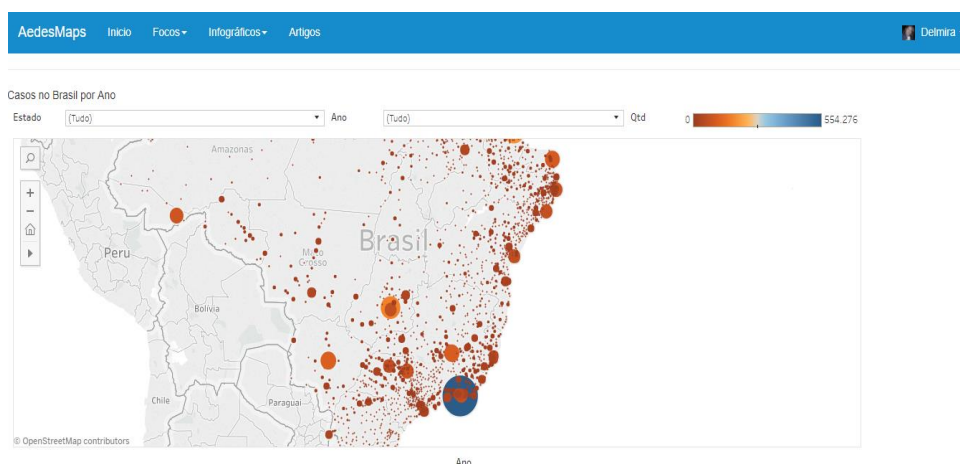 AedesMaps Inicio Focos Infográficos Artigos Delmira
Casos no Brasil por Ano
Estado (Tudo) Ano (Tudo) Qtd 0 554.276
Amazonas
Brasil
Peru
Mato
Grosso
Bolívia
Chile
Paraguai
© OpenStreetMap contributors
Ano